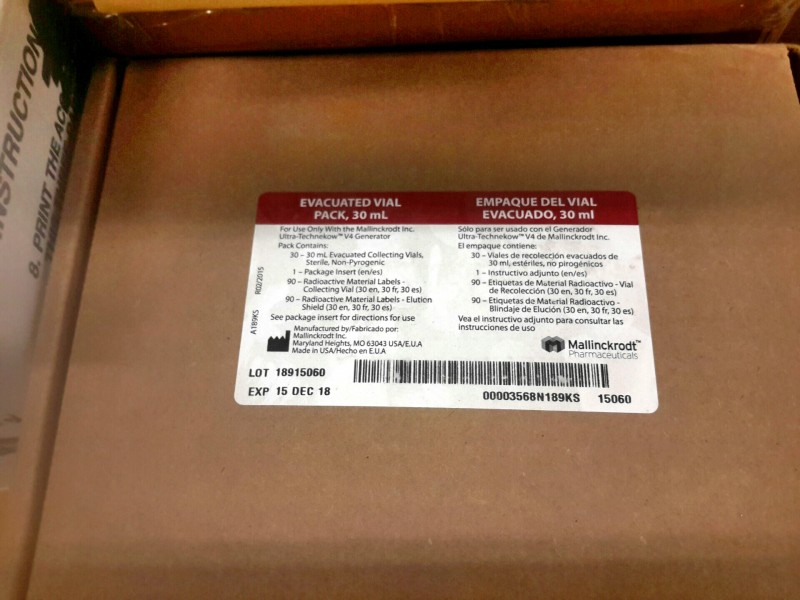 INSTRUCTION
8. PRINT THE
EVACUATED VIAL
PACK, 30 mL
For Use Only With the Mallinckrodt Inc.
Ultra-Technekow™ V4 Generator
Pack Contains:
30 – 30 mL Evacuated Collecting Vials,
Sterile, Non-Pyrogenic
1 – Package Insert (en/es)
90 – Radioactive Material Labels -
Collecting Vial (30 en, 30 fr, 30 es)
90 – Radioactive Material Labels - Elution
Shield (30 en, 30 fr, 30 es)
See package insert for directions for use
Manufactured by/Fabricado por:
Mallinckrodt Inc.
Maryland Heights, MO 63043 USA/E.U.A
Made in USA/Hecho en E.U.A
A189KS R02/2015
EMPAQUE DEL VIAL
EVACUADO, 30 ml
Sólo para ser usado con el Generador
Ultra-Technekow™ V4 de Mallinckrodt Inc.
El empaque contiene:
30 – Viales de recolección evacuados de
30 ml, estériles, no pirogénicos
1 – Instructivo adjunto (en/es)
90 – Etiquetas de Material Radioactivo - Vial
de Recolección (30 en, 30 fr, 30 es)
90 – Etiquetas de Material Radioactivo -
Blindaje de Elución (30 en, 30 fr, 30 es)
Vea el instructivo adjunto para consultar las
instrucciones de uso
Mallinckrodt™
Pharmaceuticals
LOT 18915060
EXP 15 DEC 18
00003568N189KS 15060